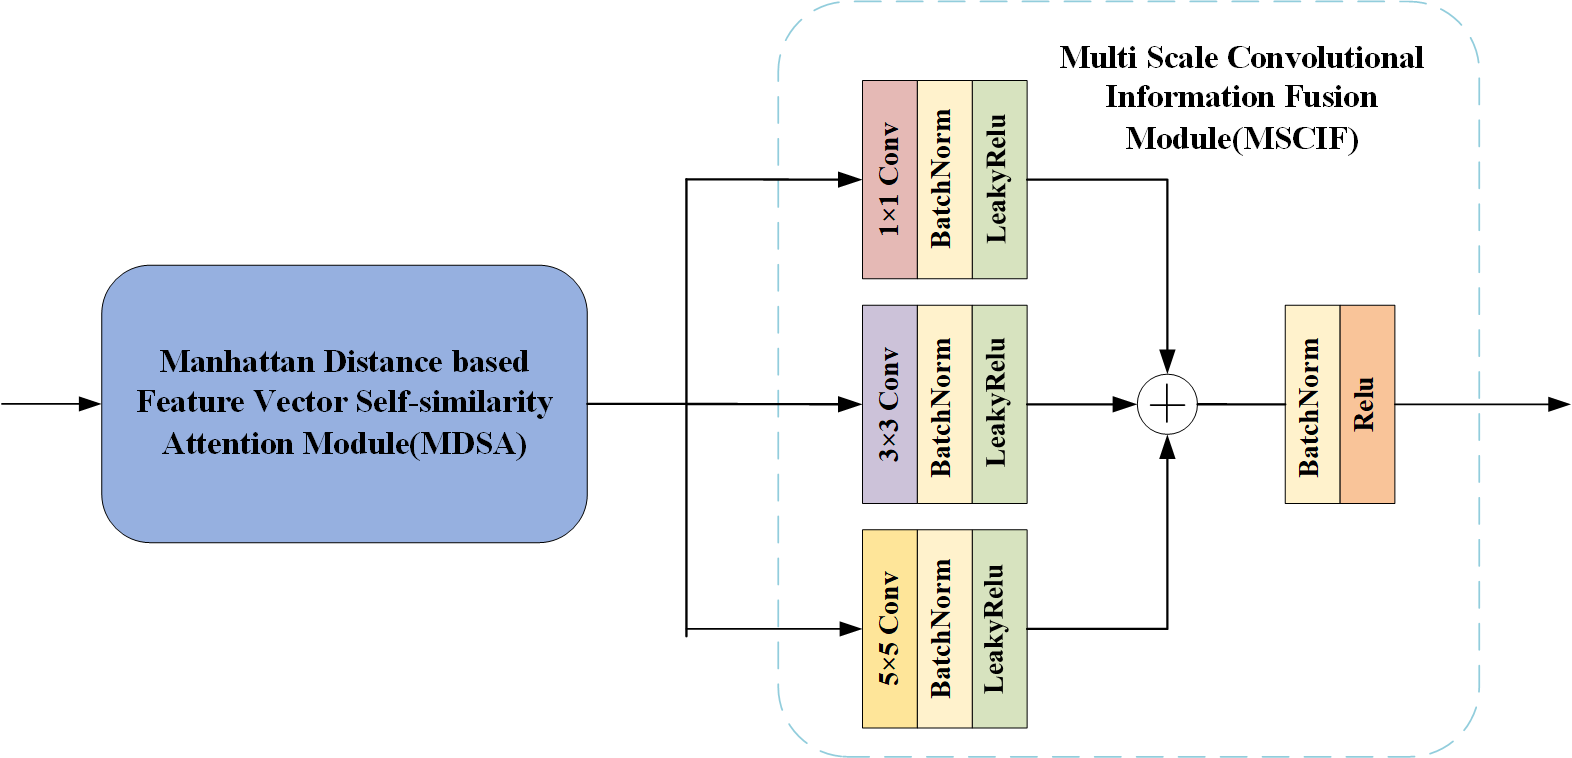 Multi Scale Convolutional
Information Fusion
Module(MSCIF)
Manhattan Distance based
Feature Vector Self-similarity
Attention Module(MDSA)
1×1 Conv
BatchNorm
LeakyRelu
3×3 Conv
BatchNorm
LeakyRelu
5×5 Conv
BatchNorm
LeakyRelu
BatchNorm
Relu